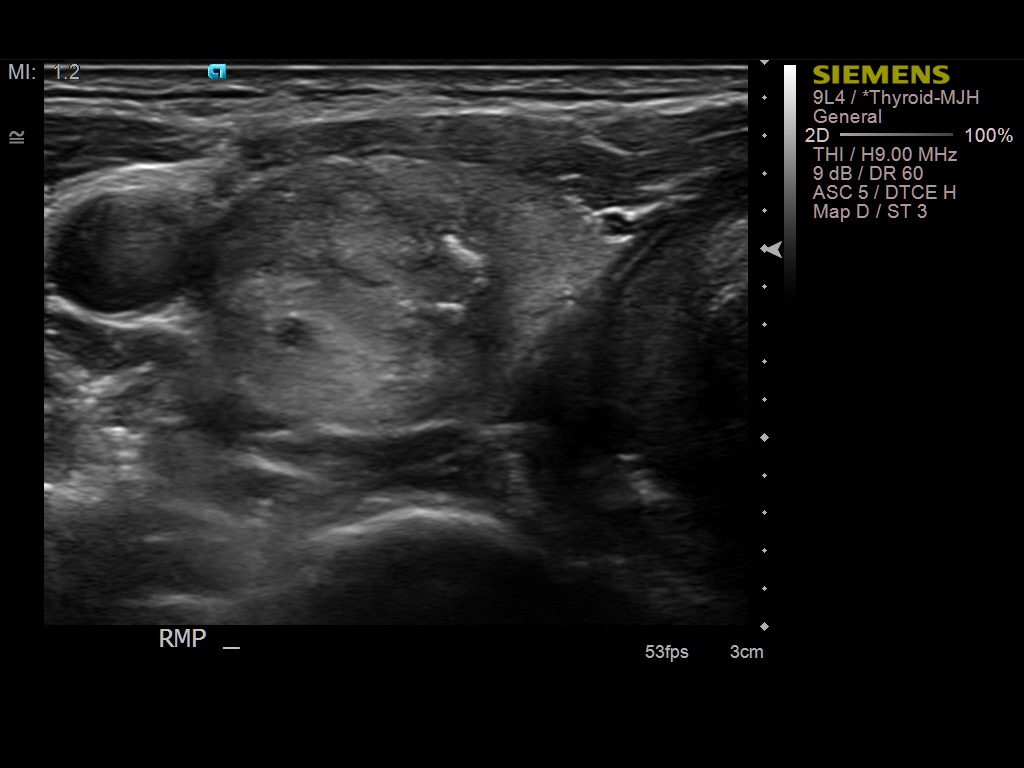 MI: 1.2
SIEMENS
9L4 / *Thyroid-MJH
General
2D 100%
THI / H9.00 MHz
9 dB / DR 60
ASC 5 / DTCE H
Map D / ST 3
RMP _
53fps 3cm